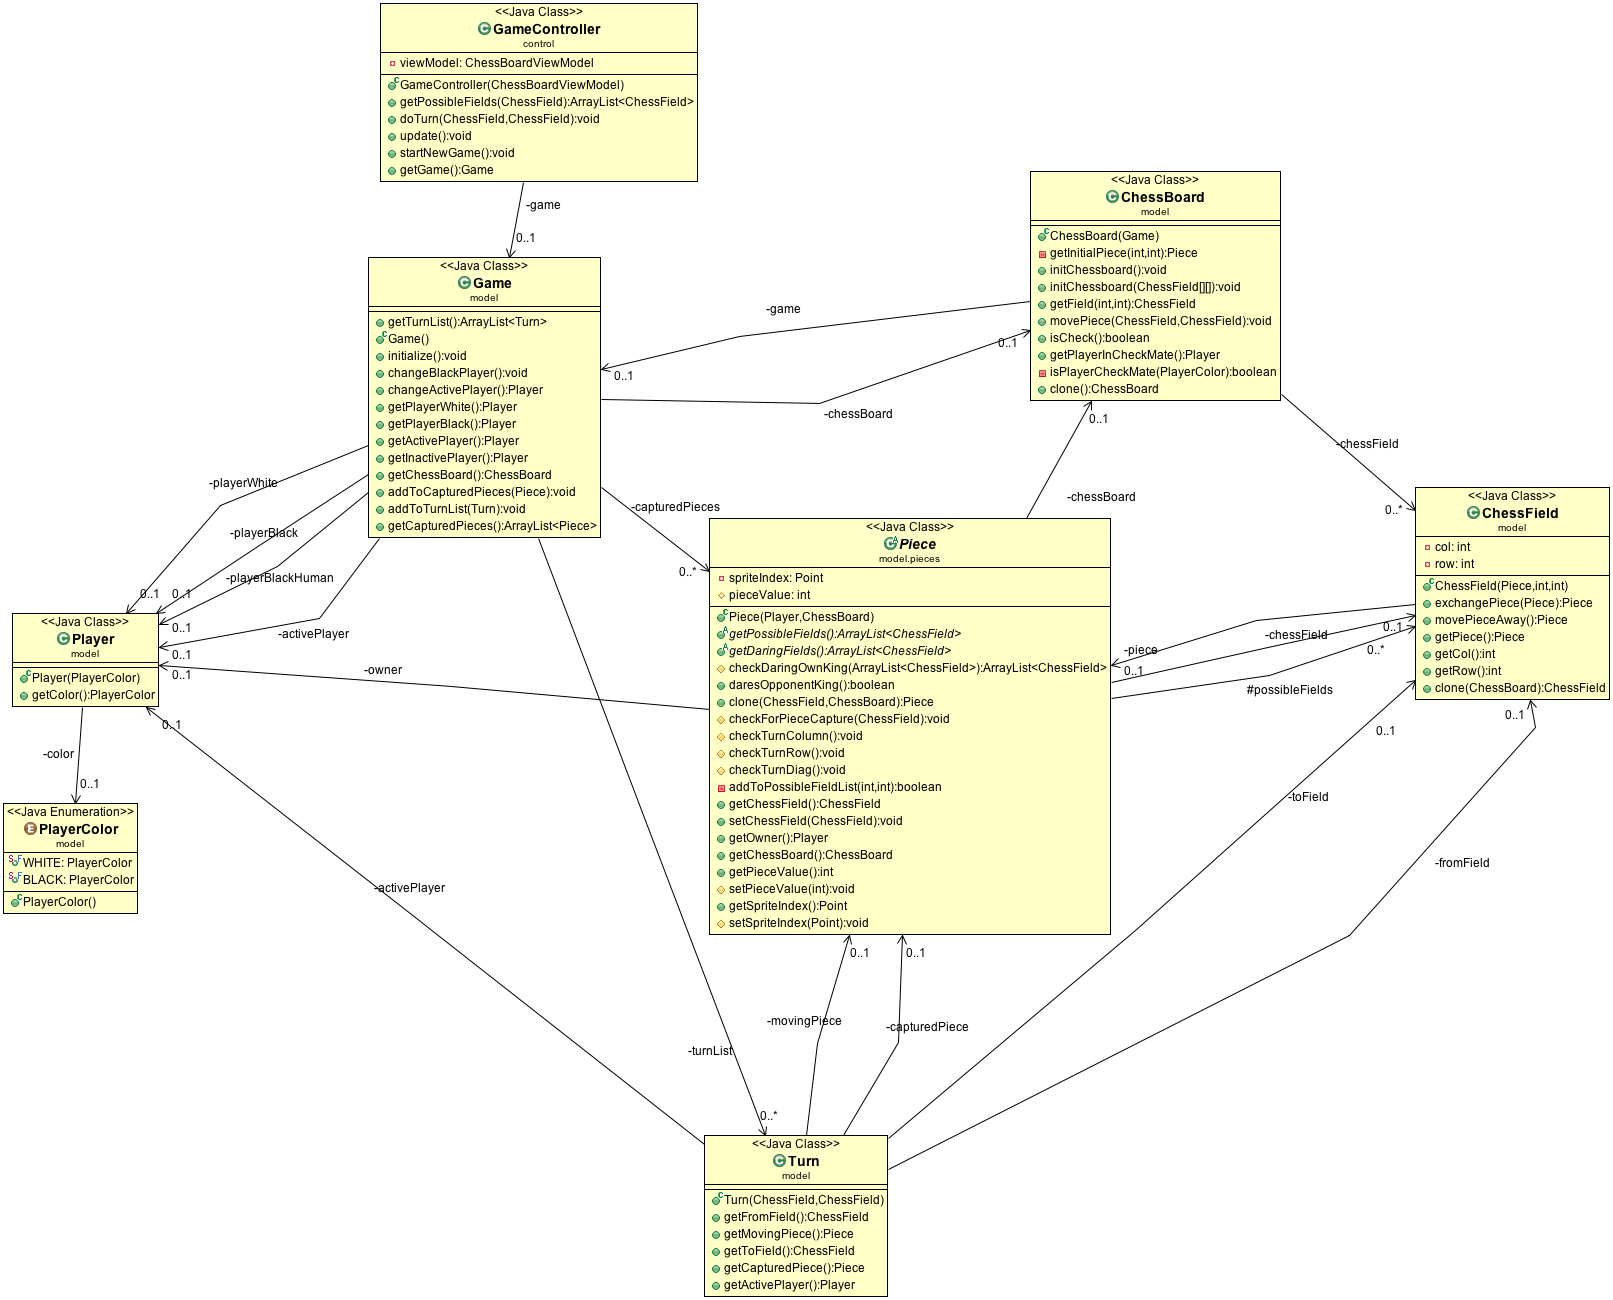 <<Java Class>>
GameController
control
viewModel: ChessBoardViewModel
GameController(ChessBoardViewModel)
getPossibleFields(ChessField):ArrayList<ChessField>
doTurn(ChessField,ChessField):void
update():void
startNewGame():void
getGame():Game
-game
0..1
<<Java Class>>
ChessBoard
model
ChessBoard(Game)
getInitialPiece(int,int):Piece
initChessboard():void
initChessboard(ChessField[][]):void
getField(int,int):ChessField
movePiece(ChessField,ChessField):void
isCheck():boolean
getPlayerInCheckMate():Player
isPlayerCheckMate(PlayerColor):boolean
clone():ChessBoard
<<Java Class>>
Game
model
getTurnList():ArrayList<Turn>
Game()
initialize():void
changeBlackPlayer():void
changeActivePlayer():Player
getPlayerWhite():Player
getPlayerBlack():Player
getActivePlayer():Player
getInactivePlayer():Player
getChessBoard():ChessBoard
addToCapturedPieces(Piece):void
addToTurnList(Turn):void
getCapturedPieces():ArrayList<Piece>
-game
0..1
0..1
-chessBoard
0..1
-chessBoard
-chessField
0..*
-playerWhite
-playerBlack
-playerBlackHuman
-activePlayer
0..1
0..1
0..1
0..1
0..1
-owner
-capturedPieces
0..*
<<Java Class>>
Piece
model.pieces
spriteIndex: Point
pieceValue: int
Piece(Player,ChessBoard)
getPossibleFields():ArrayList<ChessField>
getDaringFields():ArrayList<ChessField>
checkDaringOwnKing(ArrayList<ChessField>):ArrayList<ChessField>
daresOpponentKing():boolean
clone(ChessField,ChessBoard):Piece
checkForPieceCapture(ChessField):void
checkTurnColumn():void
checkTurnRow():void
checkTurnDiag():void
addToPossibleFieldList(int,int):boolean
getChessField():ChessField
setChessField(ChessField):void
getOwner():Player
getChessBoard():ChessBoard
getPieceValue():int
setPieceValue(int):void
getSpriteIndex():Point
setSpriteIndex(Point):void
<<Java Class>>
ChessField
model
col: int
row: int
ChessField(Piece,int,int)
exchangePiece(Piece):Piece
movePieceAway():Piece
getPiece():Piece
getCol():int
getRow():int
clone(ChessBoard):ChessField
-chessField
0..1
-piece
0..1
0..*
#possibleFields
<<Java Class>>
Player
model
Player(PlayerColor)
getColor():PlayerColor
0..1
-color
0..1
<<Java Enumeration>>
PlayerColor
model
WHITE: PlayerColor
BLACK: PlayerColor
PlayerColor()
-activePlayer
0..1
0..1
-toField
-fromField
0..1
0..1
-movingPiece
-capturedPiece
-turnList
0..*
<<Java Class>>
Turn
model
Turn(ChessField,ChessField)
getFromField():ChessField
getMovingPiece():Piece
getToField():ChessField
getCapturedPiece():Piece
getActivePlayer():Player